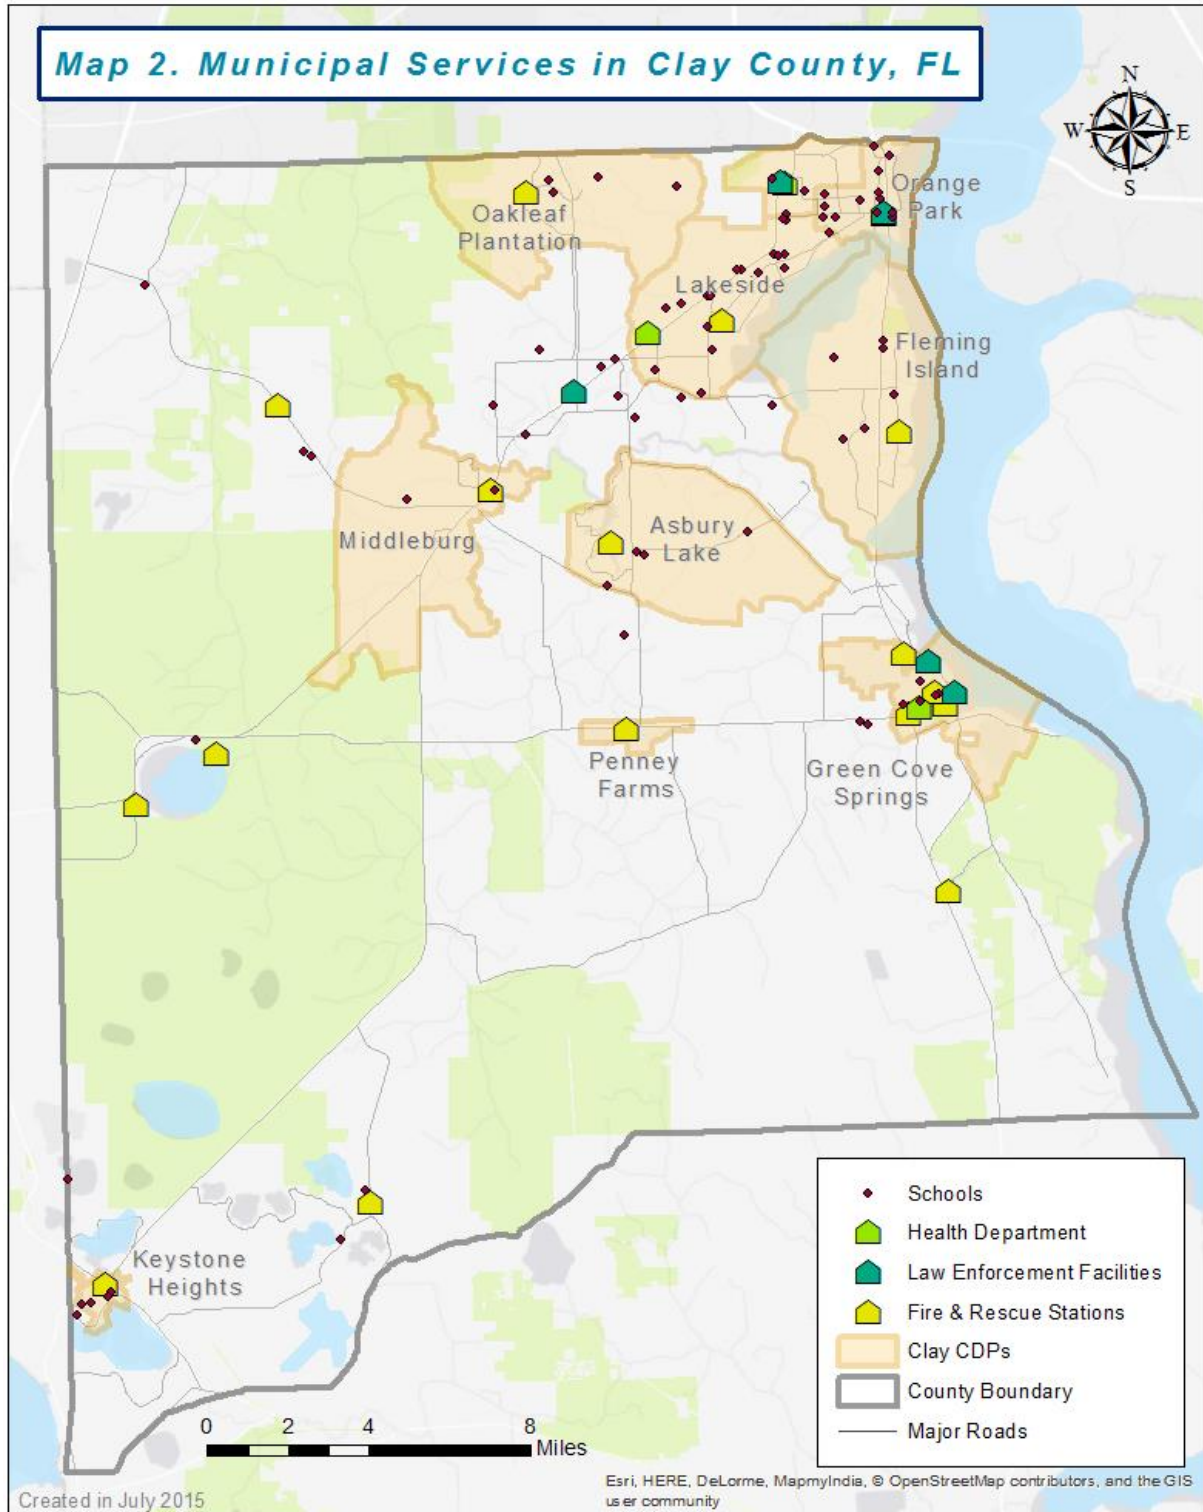 Map 2. Municipal Services in Clay County, FL
N
W
E
S
Oakleaf
Plantation
Orange
Park
Lakeside
Fleming
Island
Middleburg
Asbury
Lake
Penney
Farms
Green Cove
Springs
Keystone
Heights
Schools
Health Department
Law Enforcement Facilities
Fire & Rescue Stations
Clay CDPs
County Boundary
Major Roads
0 2 4 8
Miles
Esri, HERE, DeLorme, MapmyIndia, © OpenStreetMap contributors, and the GIS
user community
Created in July 2015